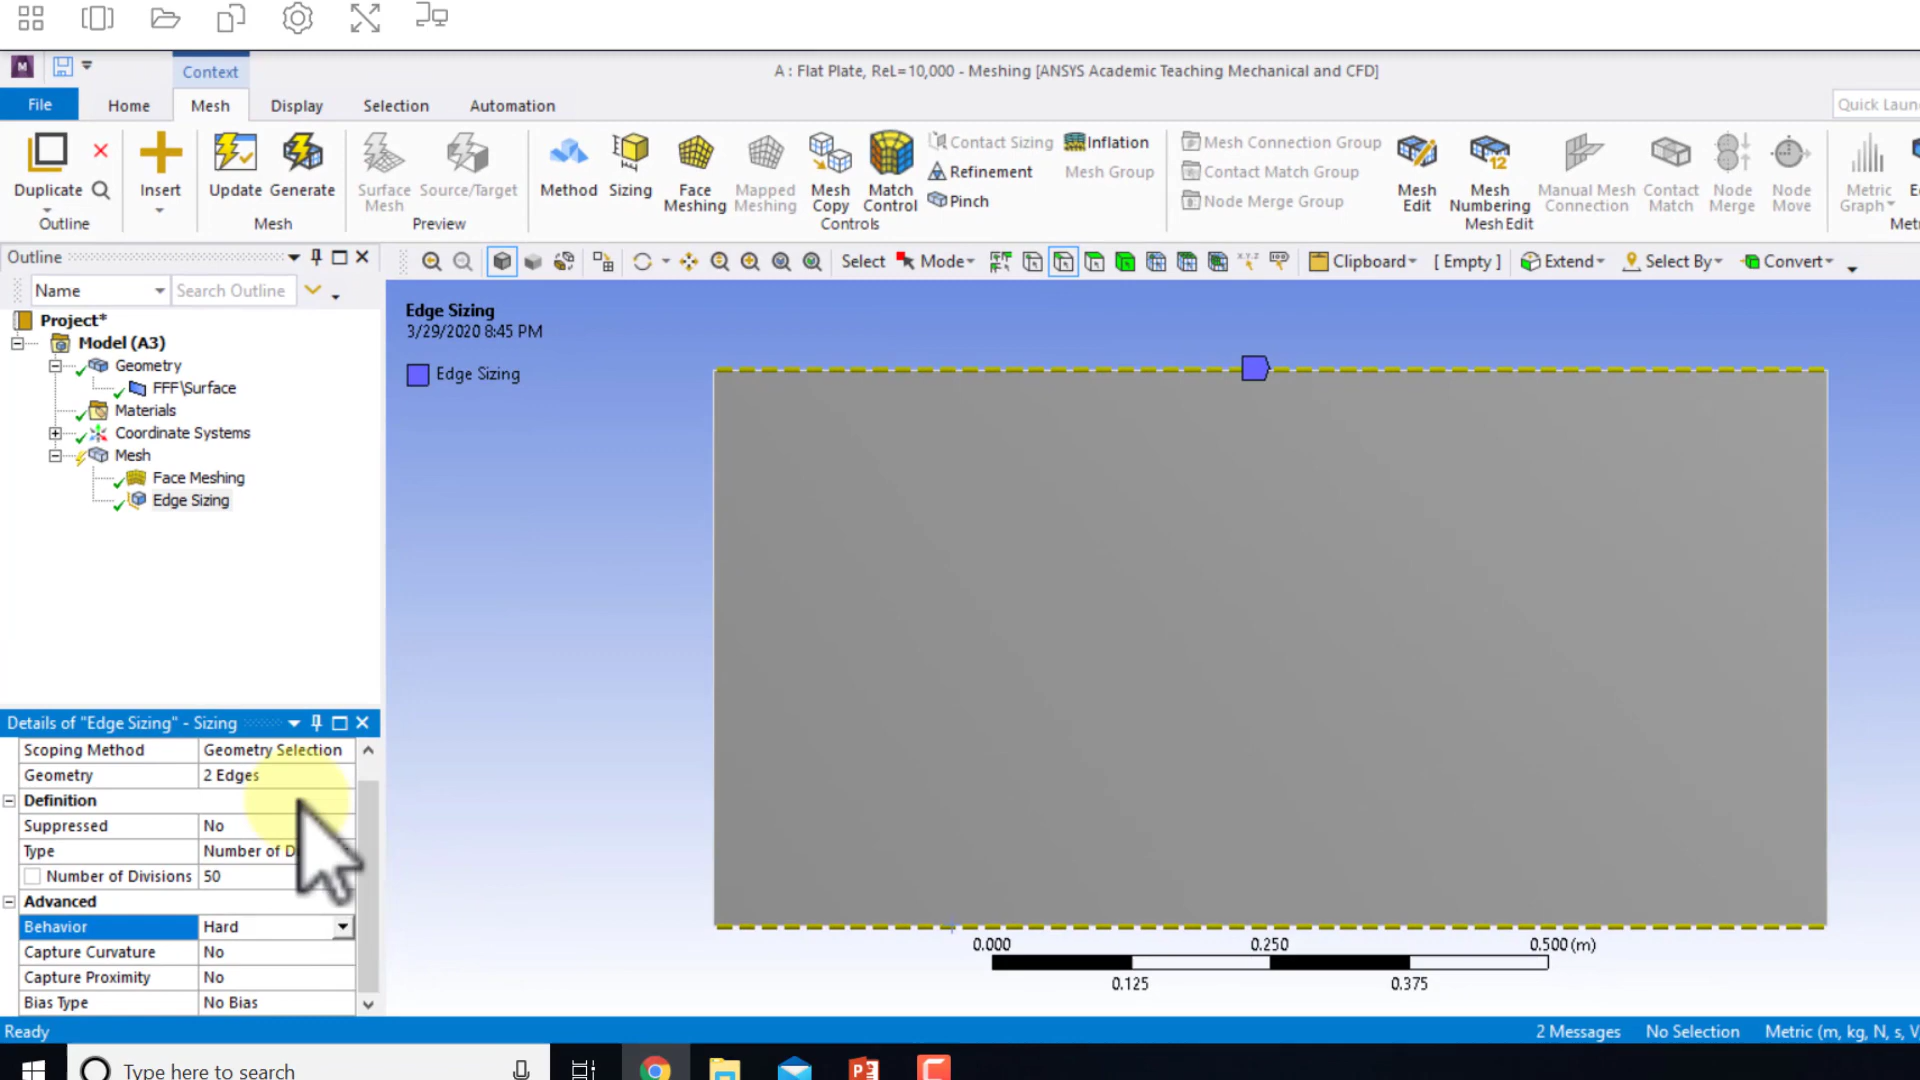 Context
A : Flat Plate, ReL=10,000 - Meshing [ANSYS Academic Teaching Mechanical and CFD]
File Home Mesh Display Selection Automation
Quick Laun
Duplicate
Outline
Insert
Update Generate
Mesh
Surface Mesh
Source/Target
Preview
Method Sizing
Face Meshing
Mapped Meshing
Mesh Copy
Match Control
Contact Sizing
Refinement
Pinch
Inflation
Mesh Group
Controls
Mesh Connection Group
Contact Match Group
Node Merge Group
Mesh Edit
Mesh Numbering
Manual Mesh Connection
Contact Match
Node Merge
Node Move
Mesh Edit
Metric Graph
Outline
Select Mode Clipboard [ Empty ] Extend Select By Convert
Name Search Outline
Project*
Model (A3)
Geometry
FFF\Surface
Materials
Coordinate Systems
Mesh
Face Meshing
Edge Sizing
Edge Sizing
3/29/2020 8:45 PM
Edge Sizing
0.000 0.250 0.500 (m)
0.125 0.375
Details of "Edge Sizing" - Sizing
Scoping Method Geometry Selection
Geometry 2 Edges
Definition
Suppressed No
Type Number of D
Number of Divisions 50
Advanced
Behavior Hard
Capture Curvature No
Capture Proximity No
Bias Type No Bias
Ready 2 Messages No Selection Metric (m, kg, N, s, V
Type here to search